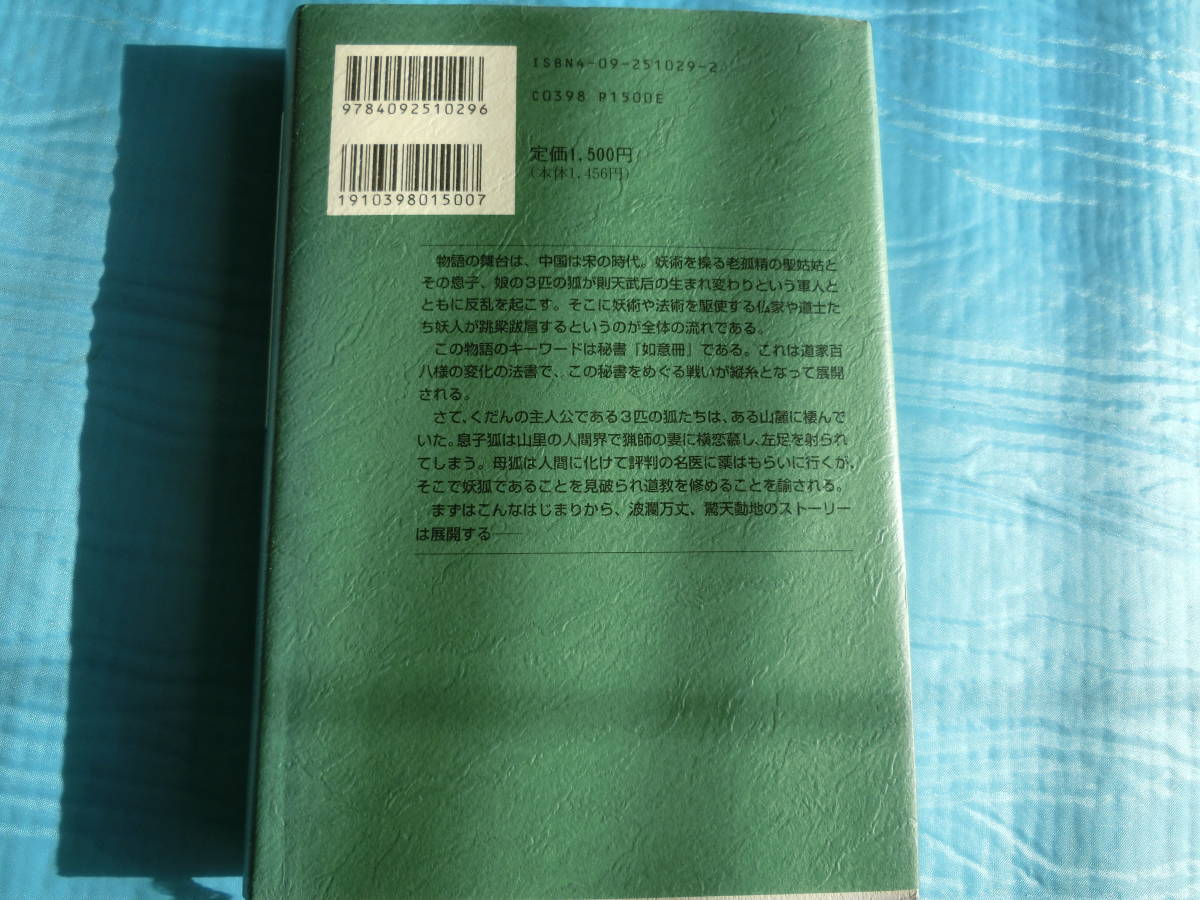 ISBN4-09-251029-2
9784092510296
C0398 P1500E
定価1,500円
(本体1,456円)
1910398015007
物語の舞台は、中国は宋の時代。妖術を操る老孤精の聖姑姑と
その息子、娘の3匹の狐が則天武后の生まれ変わりという軍人と
ともに反乱を起こす。そこに妖術や法術を駆使する仏家や道士た
ち妖人が跳梁跋扈するというのが全体の流れである。
この物語のキーワードは秘書「如意冊」である。これは道家百
八様の変化の法書で、この秘書をめぐる戦いが縦糸となって展開
される。
さて、くだんの主人公である3匹の狐たちは、ある山麓に棲んで
いた。息子狐は山里の人間界で猟師の妻に横恋慕し、左足を射られ
てしまう。母狐は人間に化けて評判の名医に薬はもらいに行くが、
そこで妖狐であることを見破られ道教を修めることを諭される。
まずはこんなはじまりから、波瀾万丈、驚天動地のストーリー
は展開する──